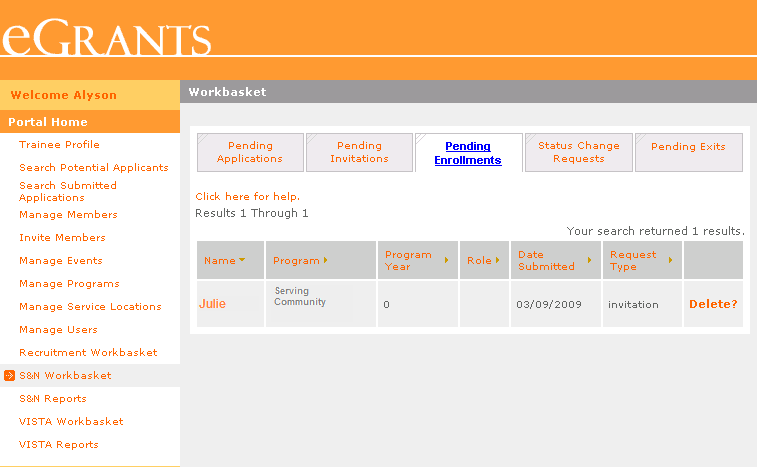 eGRANTS
Welcome Alyson
Portal Home
Trainee Profile
Search Potential Applicants
Search Submitted
Applications
Manage Members
Invite Members
Manage Events
Manage Programs
Manage Service Locations
Manage Users
Recruitment Workbasket
S&N Workbasket
S&N Reports
VISTA Workbasket
VISTA Reports
Workbasket
Pending
Applications
Pending
Invitations
Pending
Enrollments
Status Change
Requests
Pending Exits
Click here for help.
Results 1 Through 1
Your search returned 1 results.
Name
Program
Program
Year
Role
Date
Submitted
Request
Type
Julie
Serving
Community
0
03/09/2009
invitation
Delete?